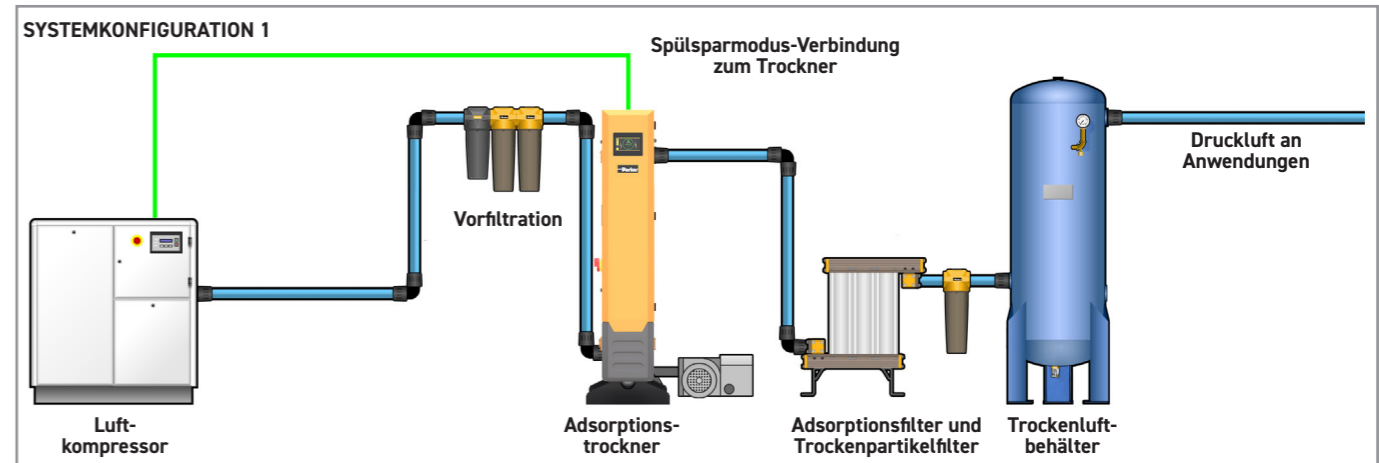 SYSTEMKONFIGURATION 1
Spülsparmodus-Verbindung
zum Trockner
Druckluft an
Anwendungen
Parker
Vorfiltration
Luft-
kompressor
Adsorptions-
trockner
Adsorptionsfilter und
Trockenpartikelfilter
Trockenluft-
behälter